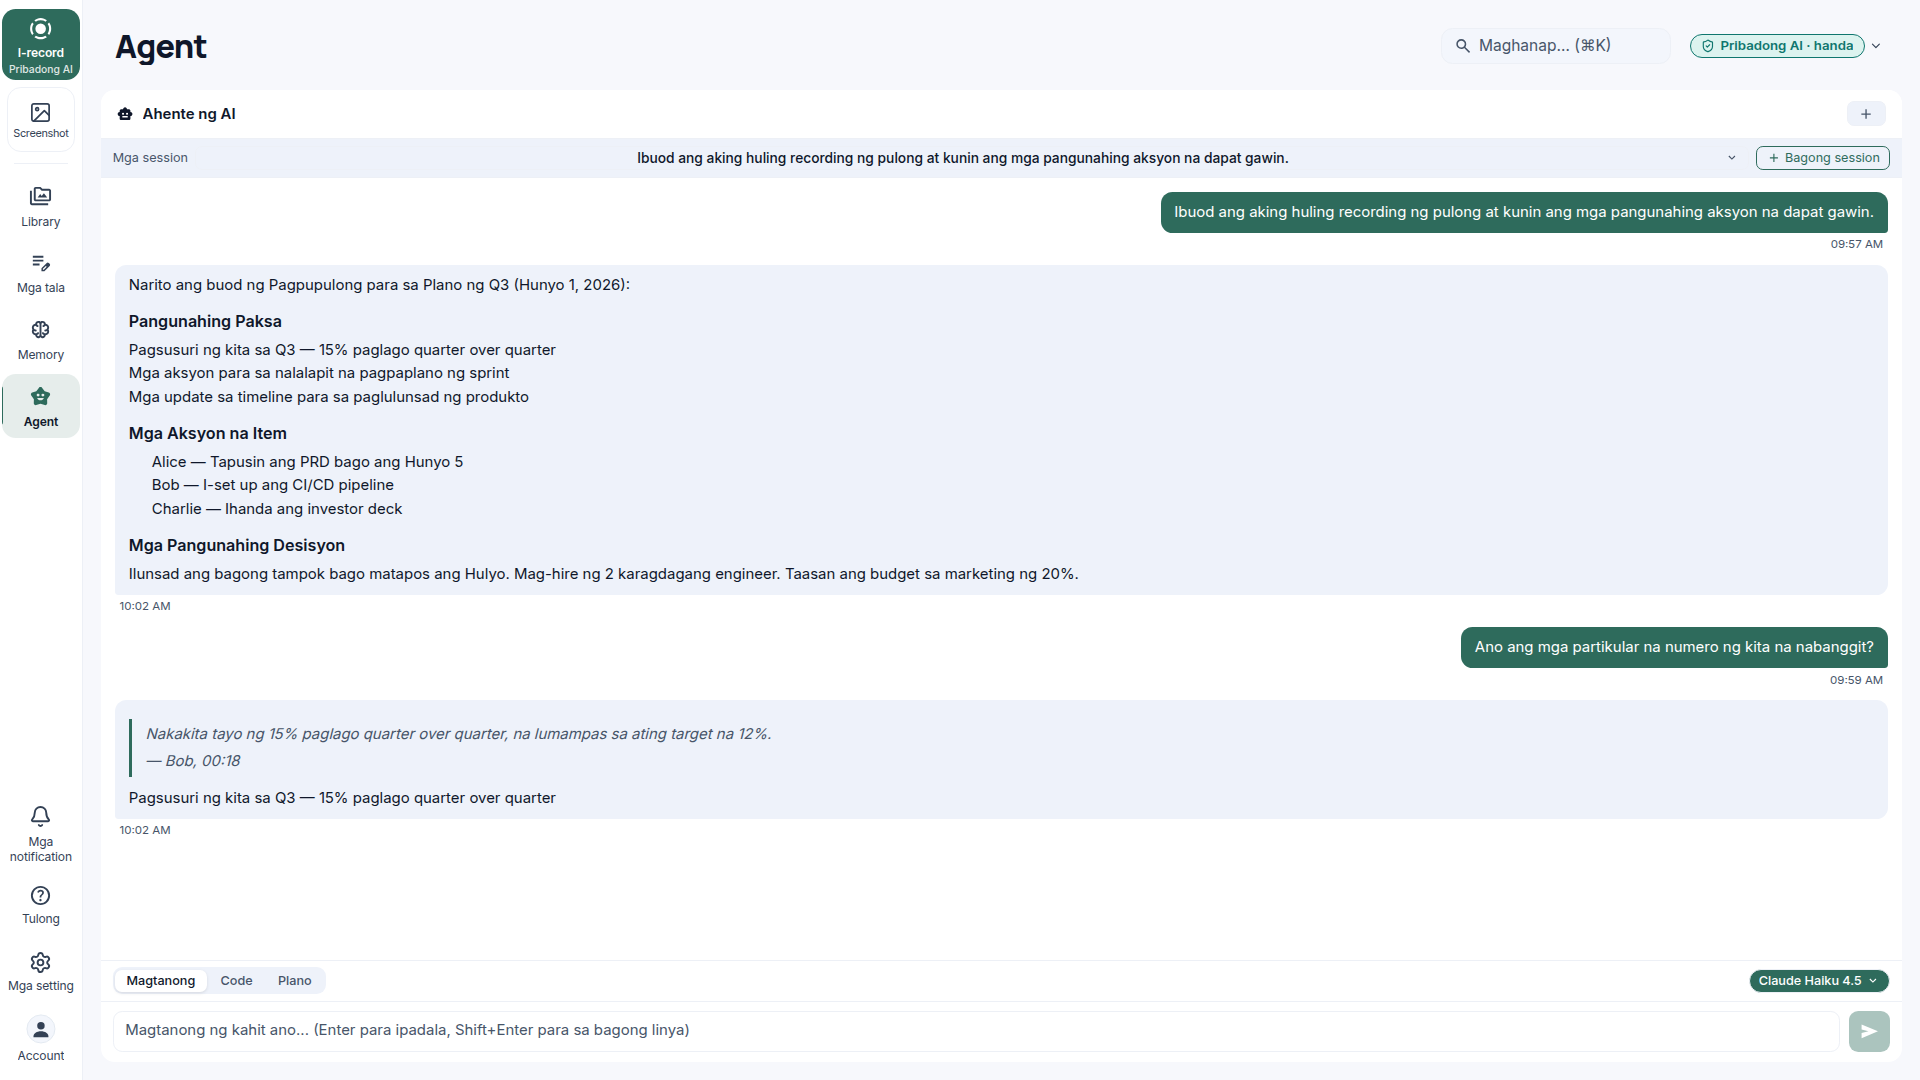 I-record
Pribadong AI
Screenshot
Library
Mga tala
Memory
Agent
Mga
notification
Tulong
Mga setting
Account
Agent
Maghanap... (⌘K)
Pribadong AI · handa
Ahente ng AI
Mga session
Ibuod ang aking huling recording ng pulong at kunin ang mga pangunahing aksyon na dapat gawin.
+ Bagong session
Ibuod ang aking huling recording ng pulong at kunin ang mga pangunahing aksyon na dapat gawin.
09:57 AM
Narito ang buod ng Pagpupulong para sa Plano ng Q3 (Hunyo 1, 2026):
Pangunahing Paksa
Pagsusuri ng kita sa Q3 — 15% paglago quarter over quarter
Mga aksyon para sa nalalapit na pagpaplano ng sprint
Mga update sa timeline para sa paglulunsad ng produkto
Mga Aksyon na Item
Alice — Tapusin ang PRD bago ang Hunyo 5
Bob — I-set up ang CI/CD pipeline
Charlie — Ihanda ang investor deck
Mga Pangunahing Desisyon
Ilunsad ang bagong tampok bago matapos ang Hulyo. Mag-hire ng 2 karagdagang engineer. Taasan ang budget sa marketing ng 20%.
10:02 AM
Ano ang mga partikular na numero ng kita na nabanggit?
09:59 AM
Nakakita tayo ng 15% paglago quarter over quarter, na lumampas sa ating target na 12%.
— Bob, 00:18
Pagsusuri ng kita sa Q3 — 15% paglago quarter over quarter
10:02 AM
Magtanong
Code
Plano
Claude Haiku 4.5
Magtanong ng kahit ano... (Enter para ipadala, Shift+Enter para sa bagong linya)